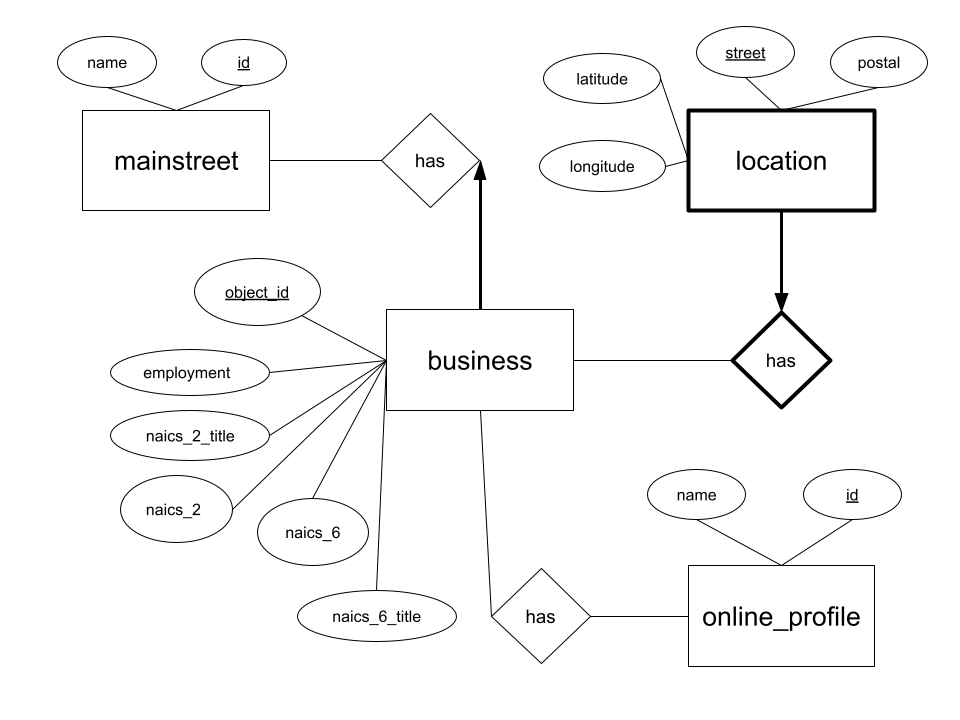 name
id
mainstreet
has
latitude
longitude
street
postal
location
object_id
employment
naics_2_title
naics_2
naics_6
naics_6_title
business
has
name
id
has
online_profile